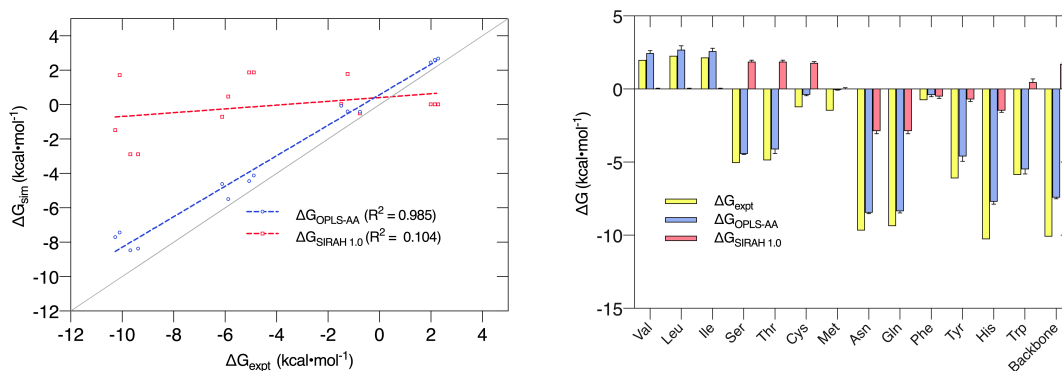 4
2
0
-2
-4
-6
-8
-10
-12
-12 -10 -8 -6 -4 -2 0 2 4
ΔGsim (kcal•mol-1)
ΔGexpt (kcal•mol-1)
ΔGOPLS-AA (R2 = 0.985)
ΔGSIRAH 1.0 (R2 = 0.104)
5
0
-5
-10
-15
ΔG (kcal•mol-1)
ΔGexpt
ΔGOPLS-AA
ΔGSIRAH 1.0
Val Leu Ile Ser Thr Cys Met Asn Gln Phe Tyr His Trp Backbone